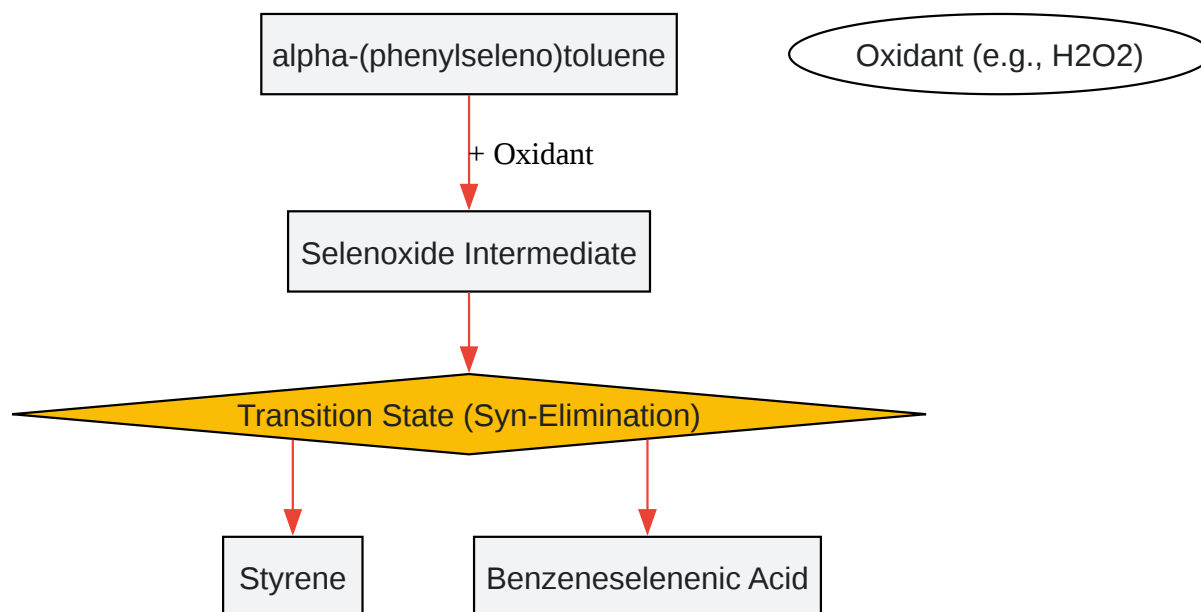 alpha-(phenylseleno)toluene
Oxidant (e.g., H2O2)
+ Oxidant
Selenoxide Intermediate
Transition State (Syn-Elimination)
Styrene
Benzeneselenenic Acid